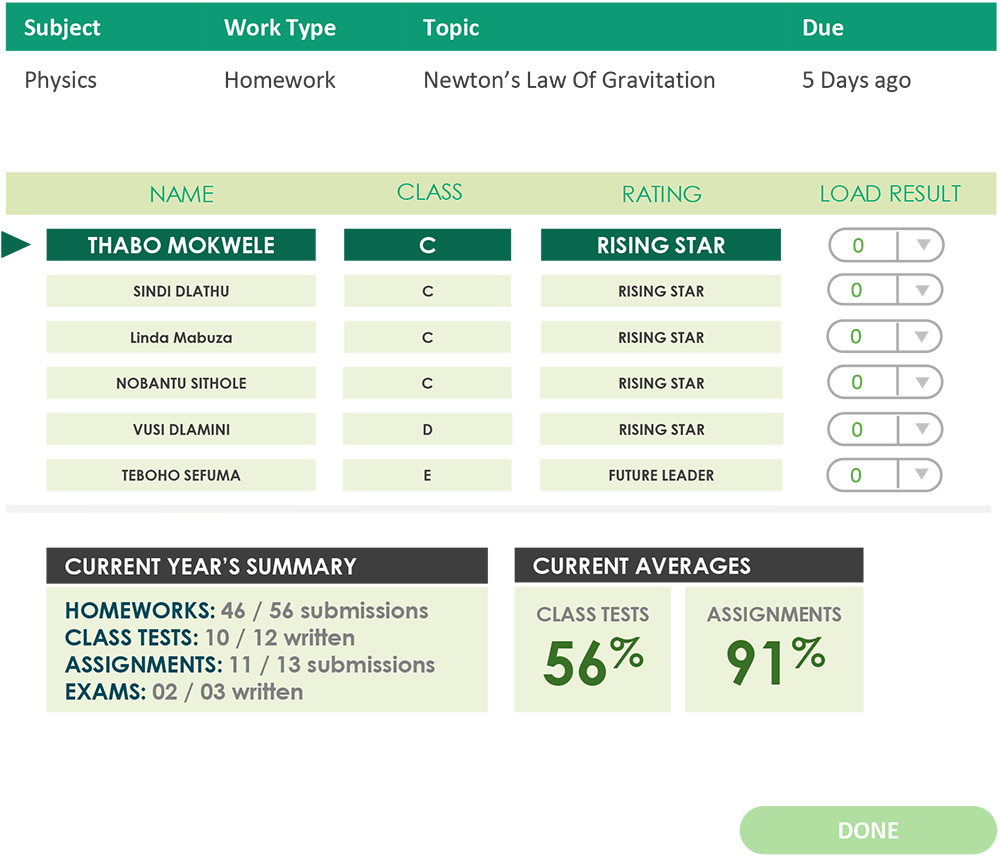 Subject Work Type Topic Due
Physics Homework Newton’s Law Of Gravitation 5 Days ago
NAME CLASS RATING LOAD RESULT
THABO MOKWELE C RISING STAR 0
SINDI DLATHU C RISING STAR 0
Linda Mabuza C RISING STAR 0
NOBANTU SITHOLE C RISING STAR 0
VUSI DLAMINI D RISING STAR 0
TEBOHO SEFUMA E FUTURE LEADER 0
CURRENT YEAR’S SUMMARY
HOMEWORKS: 46 / 56 submissions
CLASS TESTS: 10 / 12 written
ASSIGNMENTS: 11 / 13 submissions
EXAMS: 02 / 03 written
CURRENT AVERAGES
CLASS TESTS ASSIGNMENTS
56% 91%
DONE